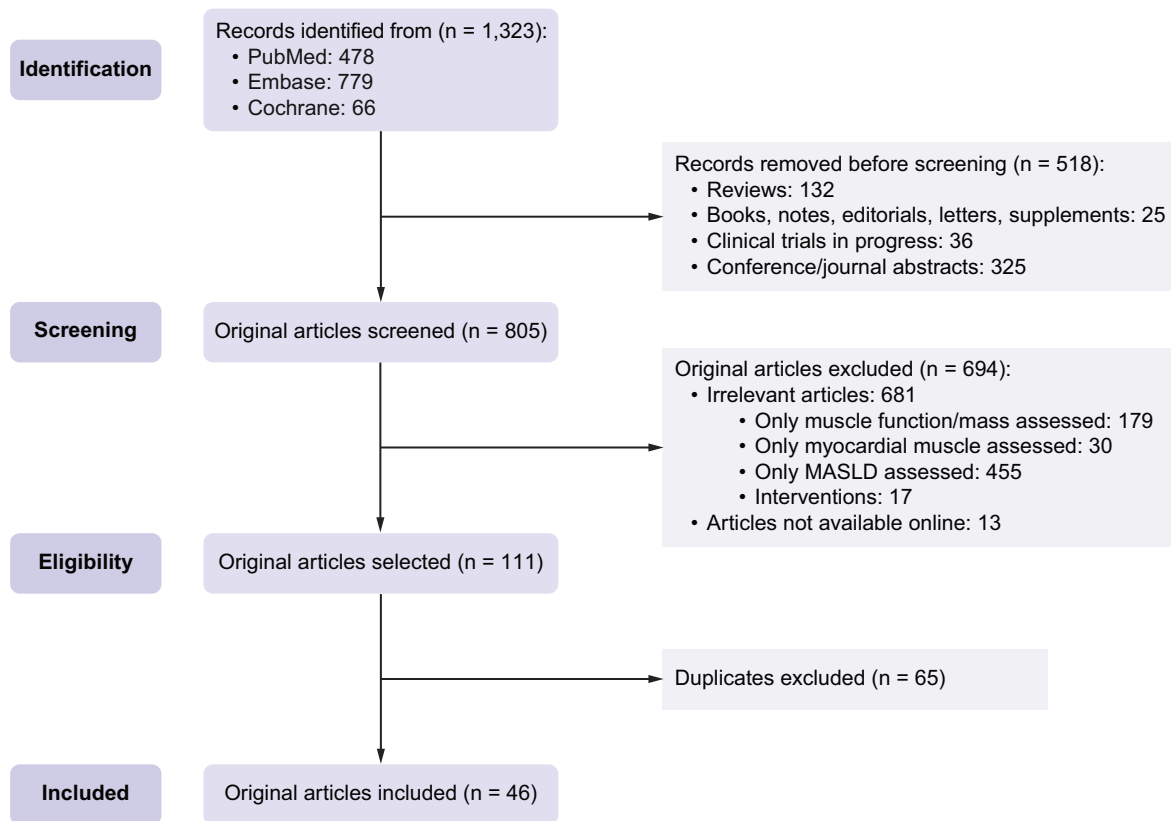 Identification
Records identified from (n = 1,323):
• PubMed: 478
• Embase: 779
• Cochrane: 66
Records removed before screening (n = 518):
• Reviews: 132
• Books, notes, editorials, letters, supplements: 25
• Clinical trials in progress: 36
• Conference/journal abstracts: 325
Screening
Original articles screened (n = 805)
Original articles excluded (n = 694):
• Irrelevant articles: 681
• Only muscle function/mass assessed: 179
• Only myocardial muscle assessed: 30
• Only MASLD assessed: 455
• Interventions: 17
• Articles not available online: 13
Eligibility
Original articles selected (n = 111)
Duplicates excluded (n = 65)
Included
Original articles included (n = 46)